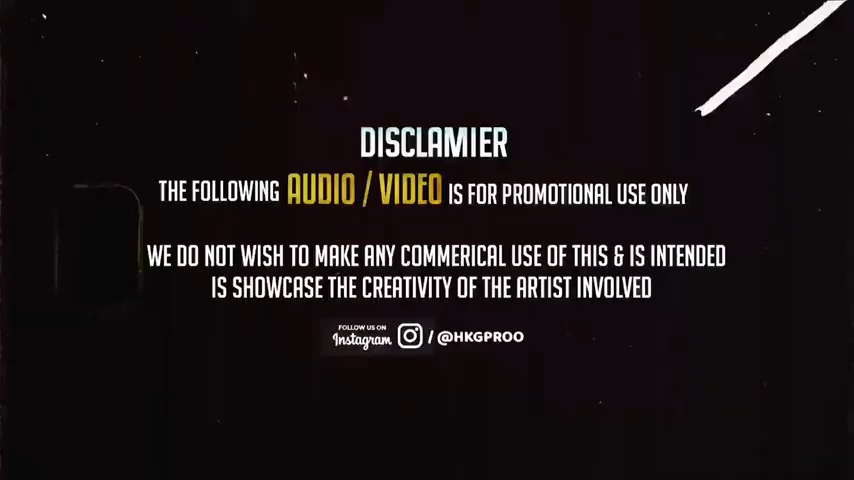 DISCLAMIER
THE FOLLOWING AUDIO / VIDEO IS FOR PROMOTIONAL USE ONLY
WE DO NOT WISH TO MAKE ANY COMMERICAL USE OF THIS & IS INTENDED
IS SHOWCASE THE CREATIVITY OF THE ARTIST INVOLVED
FOLLOW US ON
Instagram / @HKGPROO